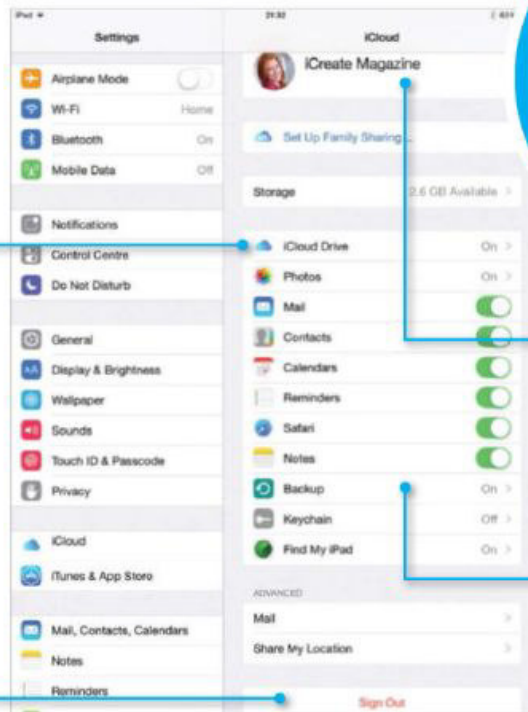 iPad
21:32
Settings
iCloud
iCreate Magazine
Airplane Mode
Wi-Fi Home
Bluetooth On
Mobile Data Off
Notifications
Control Centre
Do Not Disturb
General
Display & Brightness
Wallpaper
Sounds
Touch ID & Passcode
Privacy
iCloud
iTunes & App Store
Mail, Contacts, Calendars
Notes
Reminders
Set Up Family Sharing...
Storage 2.6 GB Available
iCloud Drive On
Photos On
Mail
Contacts
Calendars
Reminders
Safari
Notes
Backup On
Keychain Off
Find My iPad On
ADVANCED
Mail
Share My Location
Sign Out